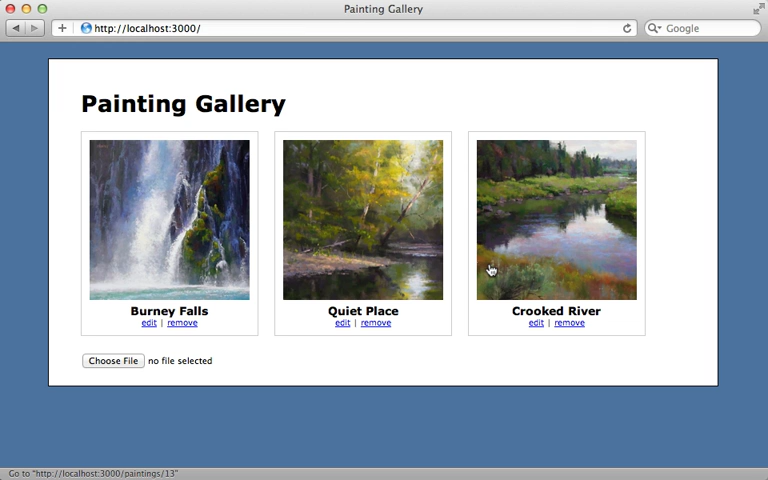 Painting Gallery
http://localhost:3000/
Google
Painting Gallery
Burney Falls
edit | remove
Quiet Place
edit | remove
Crooked River
edit | remove
Choose File no file selected
Go to "http://localhost:3000/paintings/13"